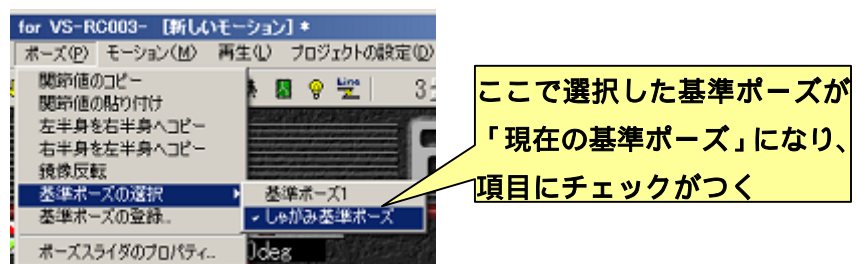 for VS-RC003- [新しいモーション] *
ポーズ(P) モーション(M) 再生(L) プロジェクトの設定(O)
関節値のコピー
関節値の貼り付け
左半身を右半身へコピー
右半身を左半身へコピー
鏡像反転
基準ポーズの選択
基準ポーズの登録..
ポーズスライダのプロパティ..
基準ポーズ1
しゃがみ基準ポーズ
Line
deg
ここで選択した基準ポーズが
「現在の基準ポーズ」になり、
項目にチェックがつく